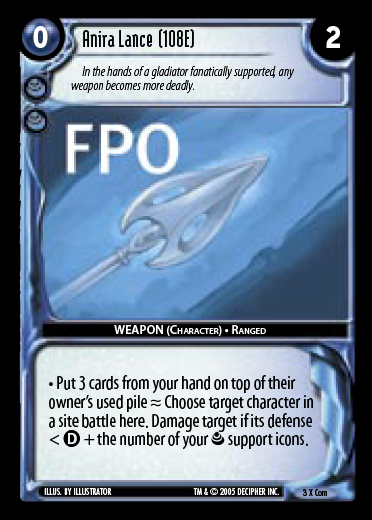 0
Anira Lance (108E)
2
In the hands of a gladiator fanatically supported, any
weapon becomes more deadly.
FPO
WEAPON (CHARACTER) • RANGED
• Put 3 cards from your hand on top of their
owner's used pile ≈ Choose target character in
a site battle here. Damage target if its defense
< D + the number of your support icons.
ILLUS. BY ILLUSTRATOR
TM & © 2005 DECIPHER INC.
3 X Com